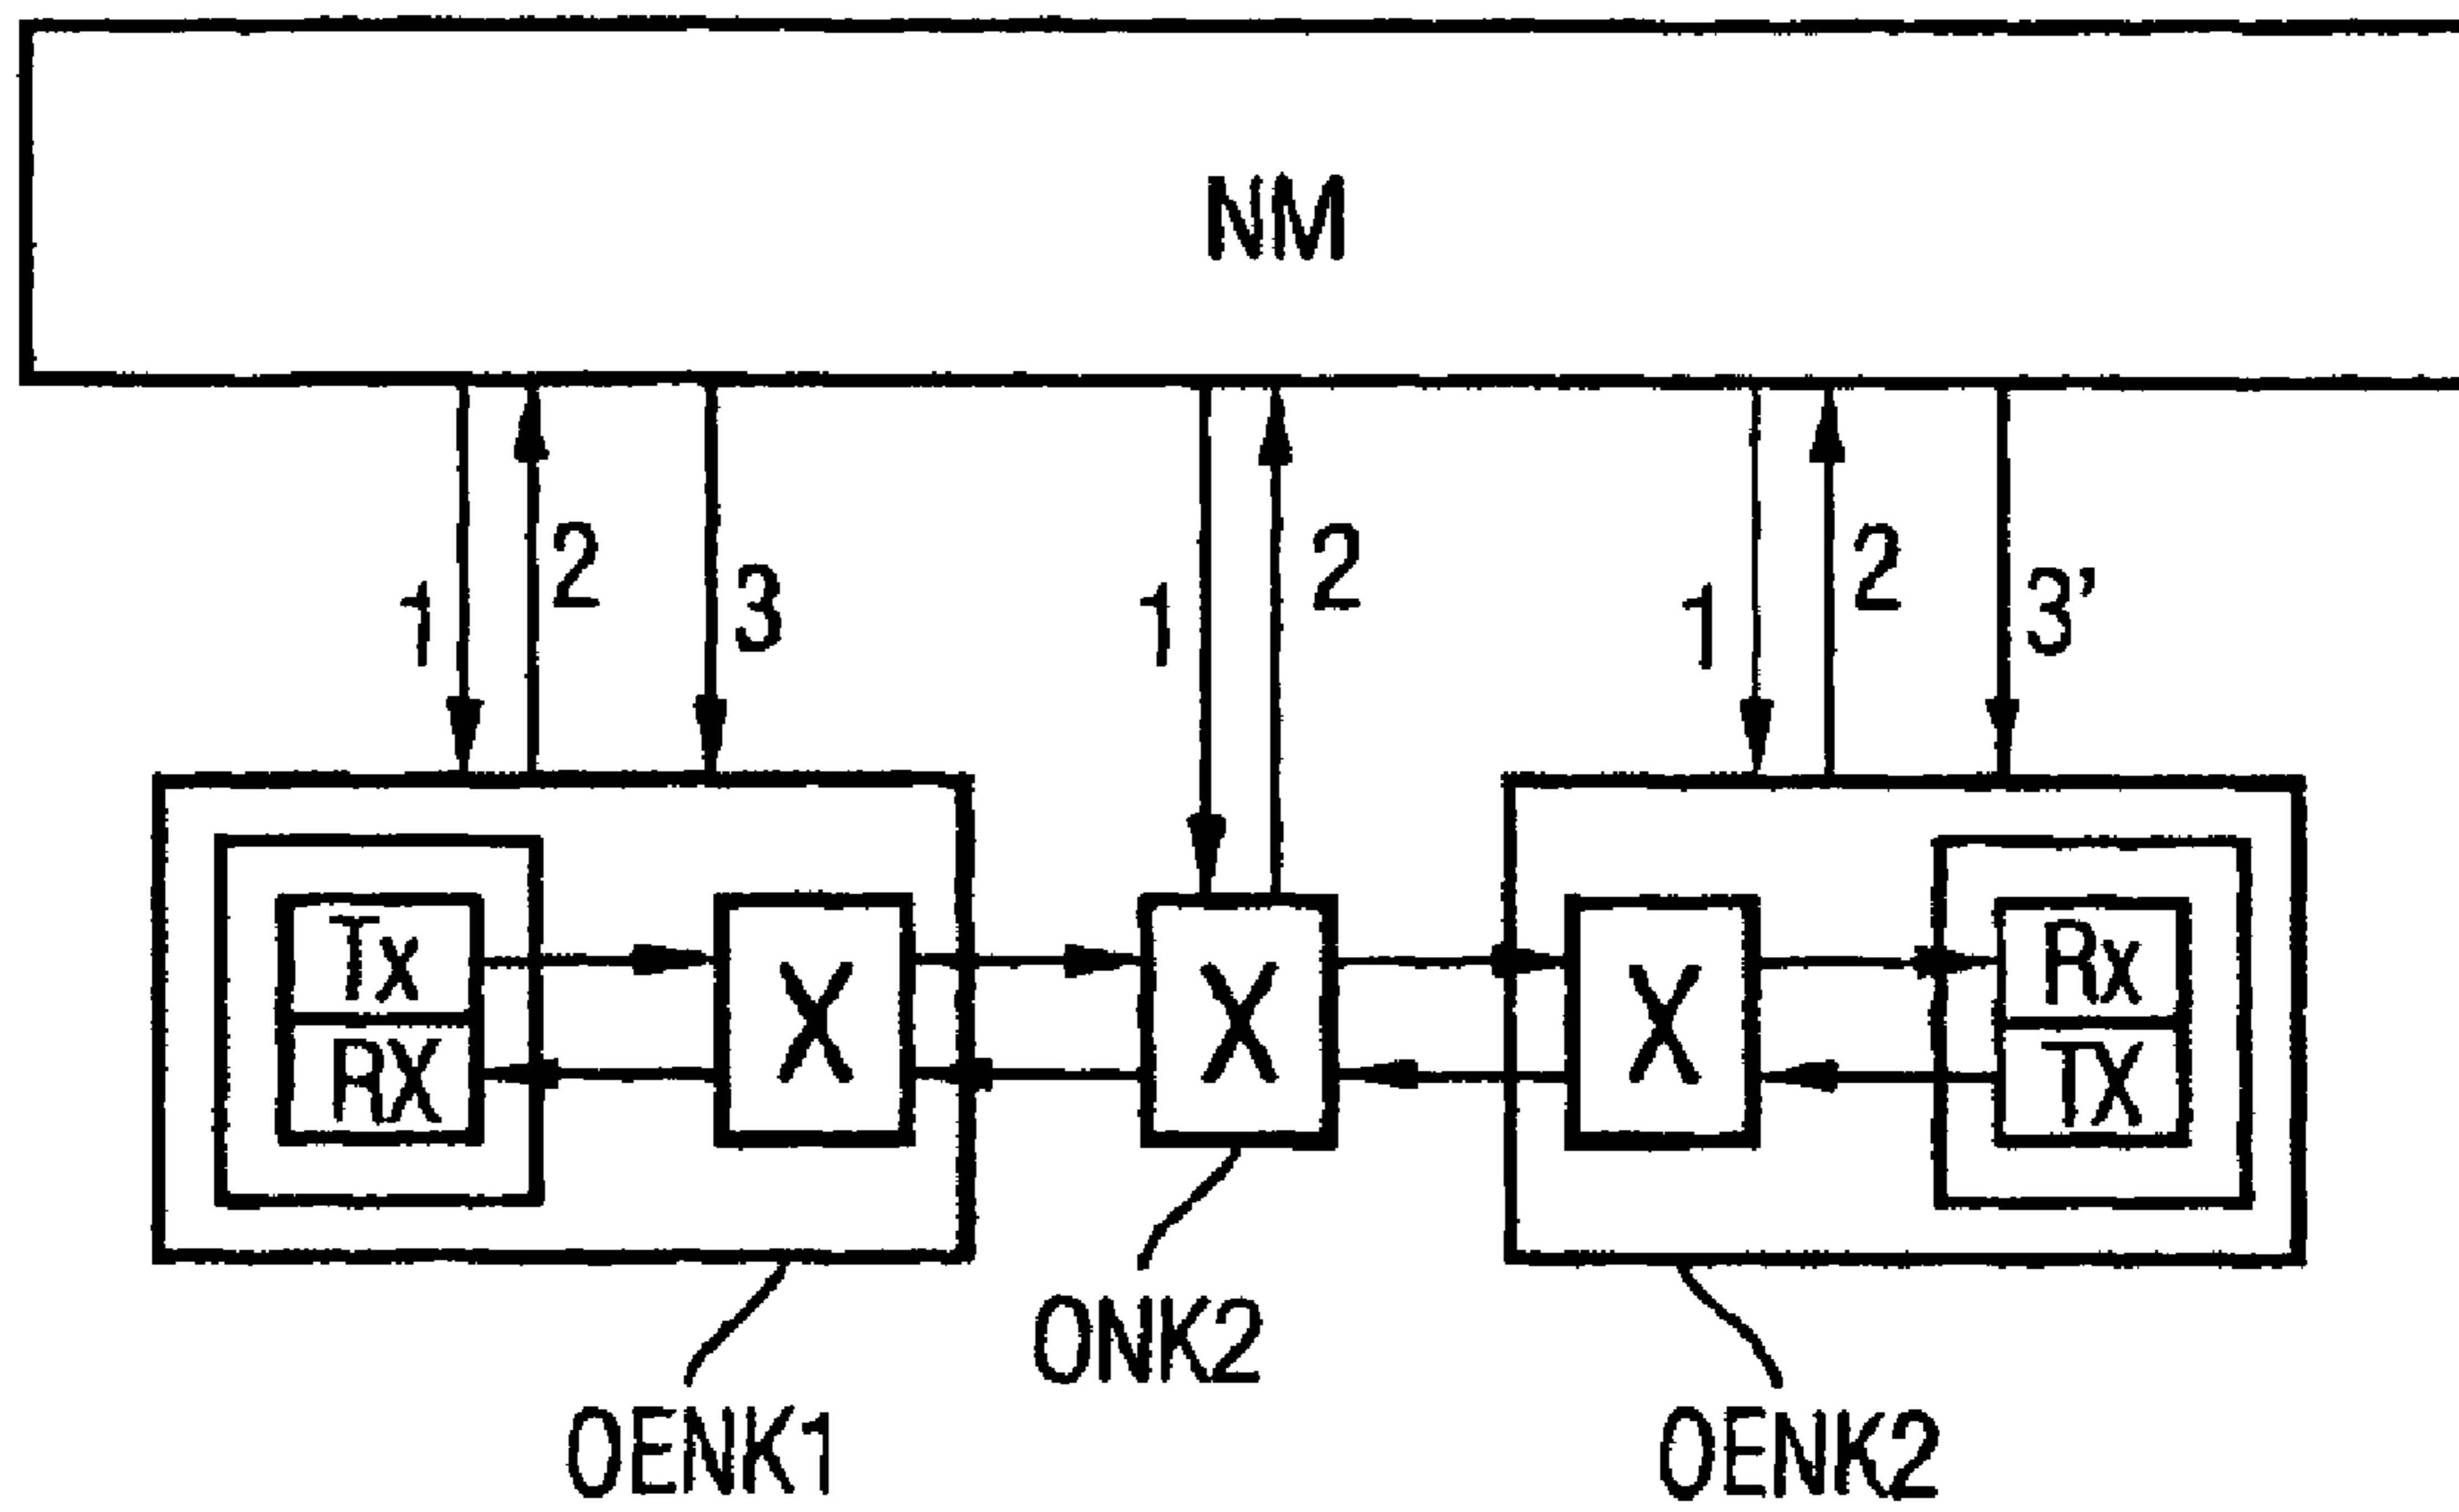 NM
1 2 3 1 2 1 2 3'
Tx X X X Rx
RX TX
ONK2
OENK1 OENK2